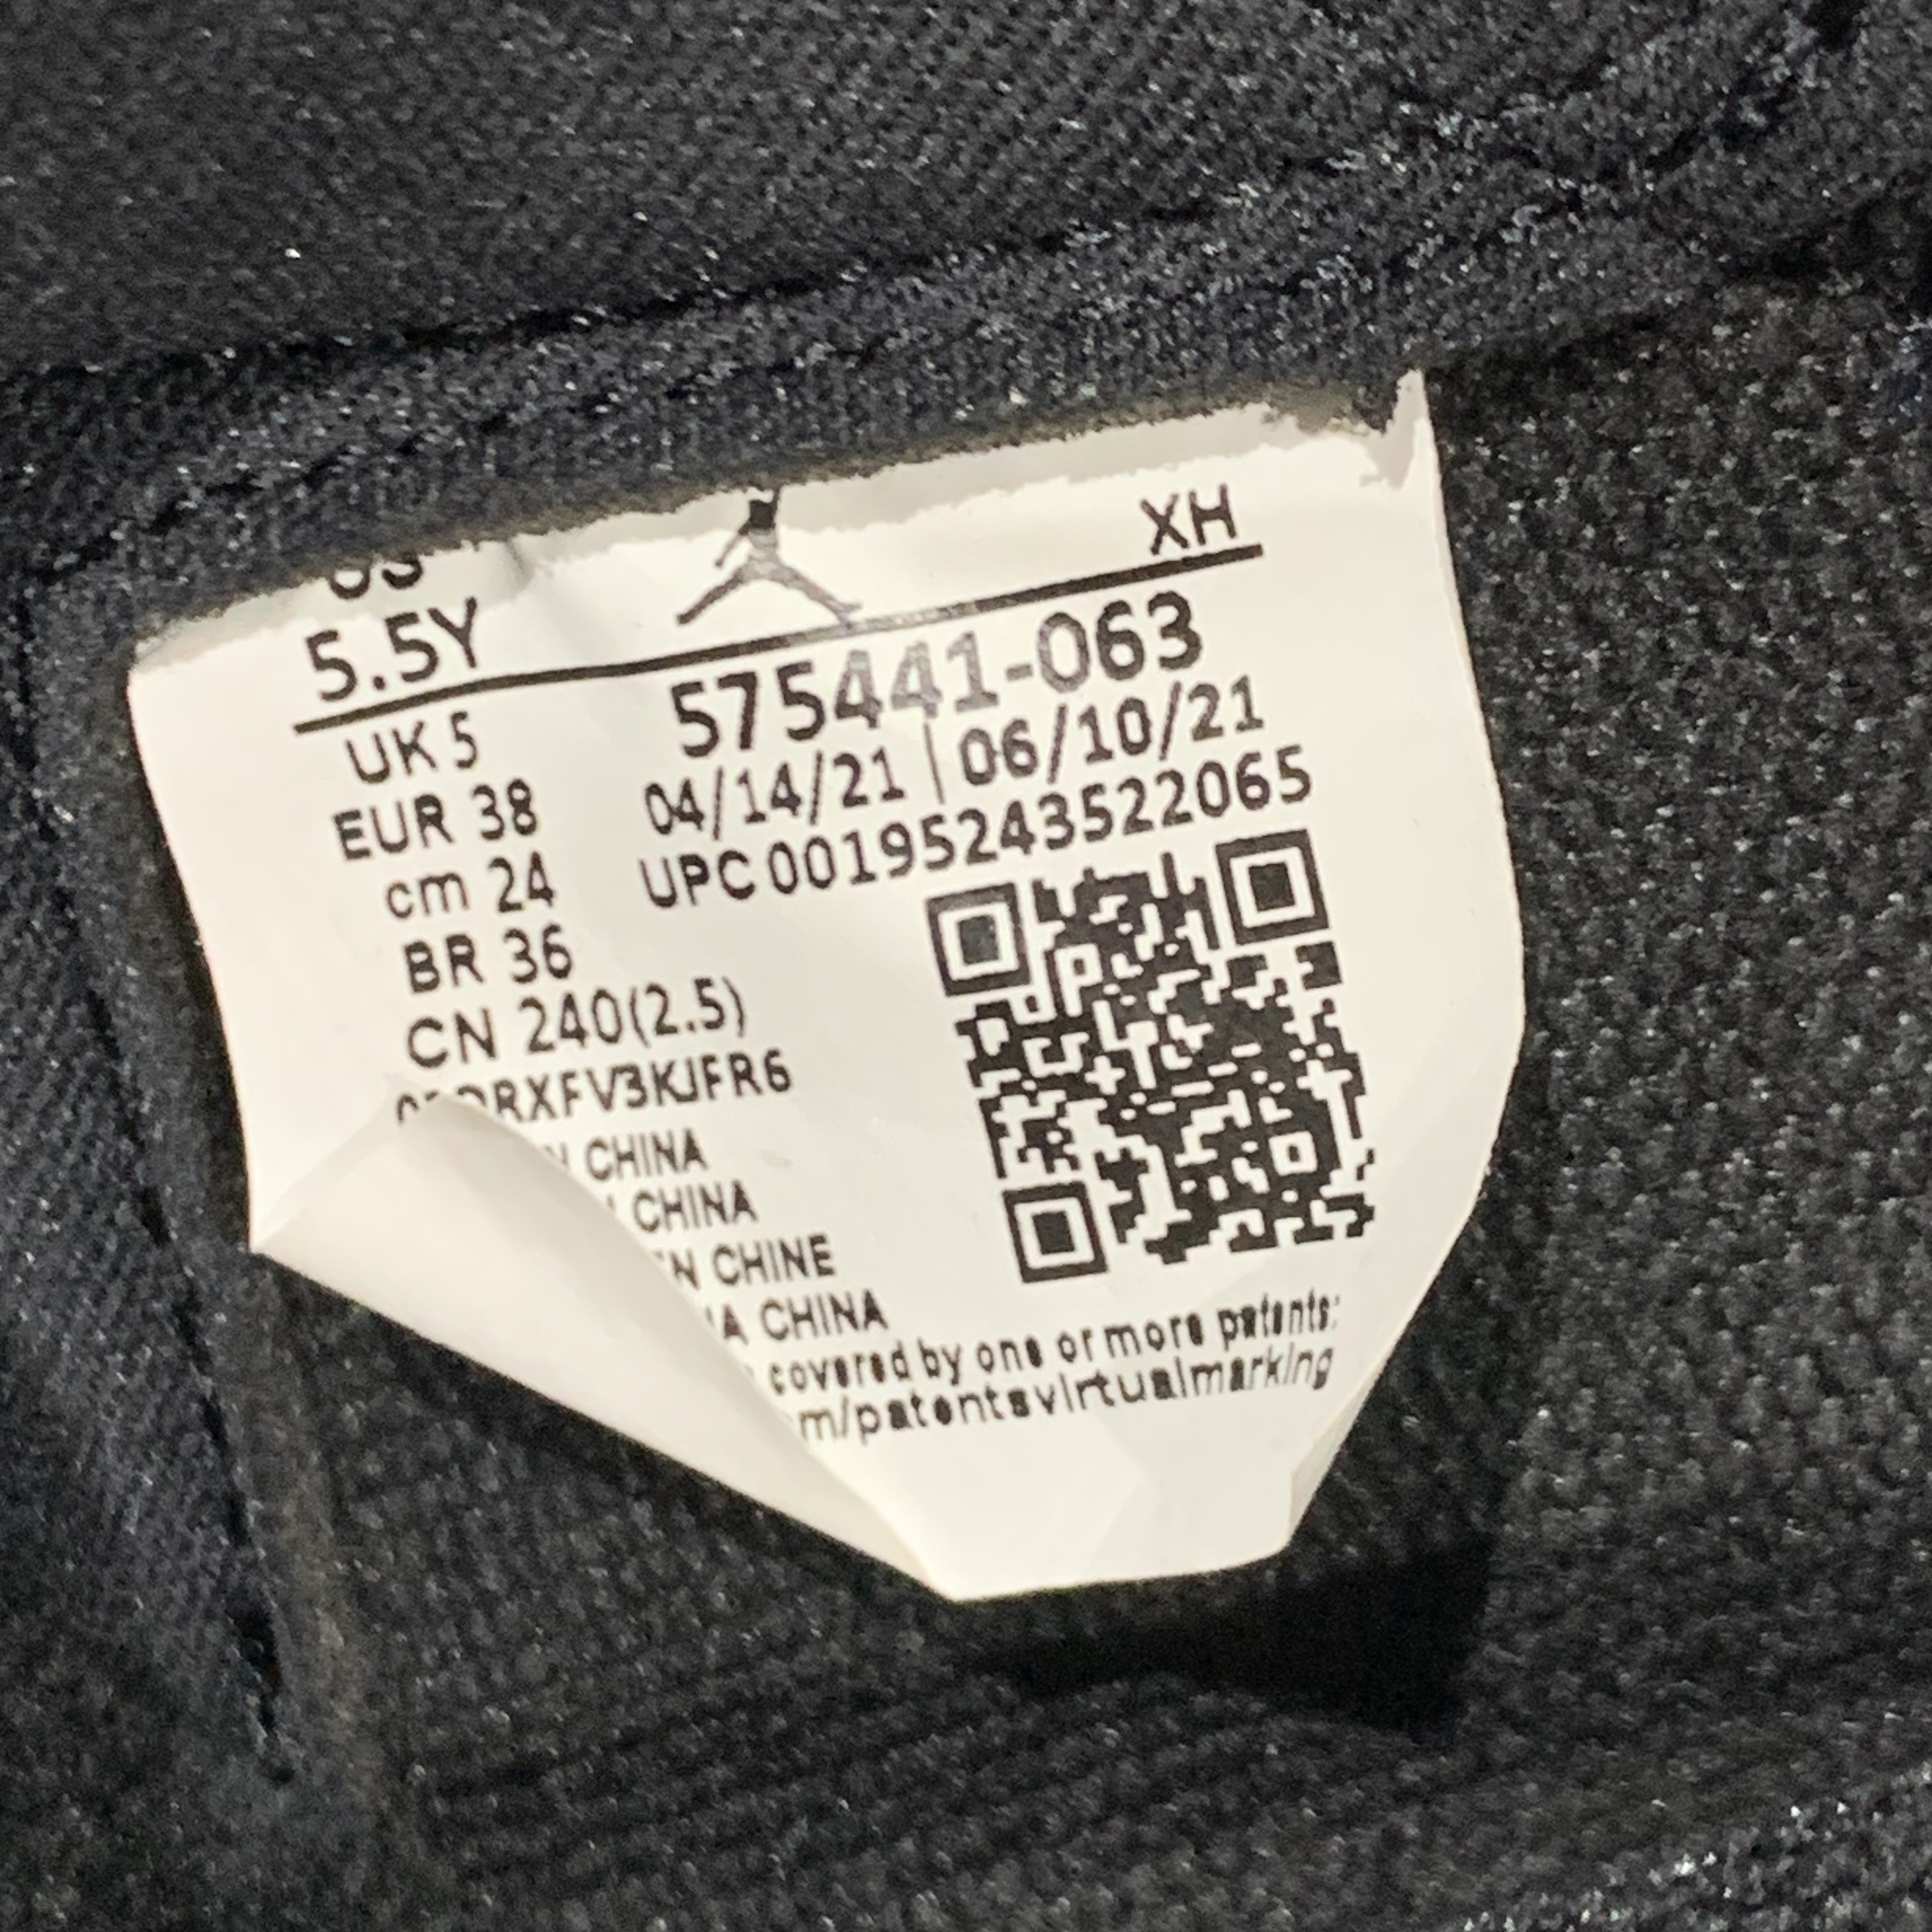 XH
5.5Y
575441-063
UK 5
04/14/21 | 06/10/21
EUR 38
UPC 00195243522065
cm 24
BR 36
CN 240(2.5)
RXFV3KJFR6
CHINA
CHINA
CHINE
CHINA
covered by one or more patents:
m/patentsvirtualmarking